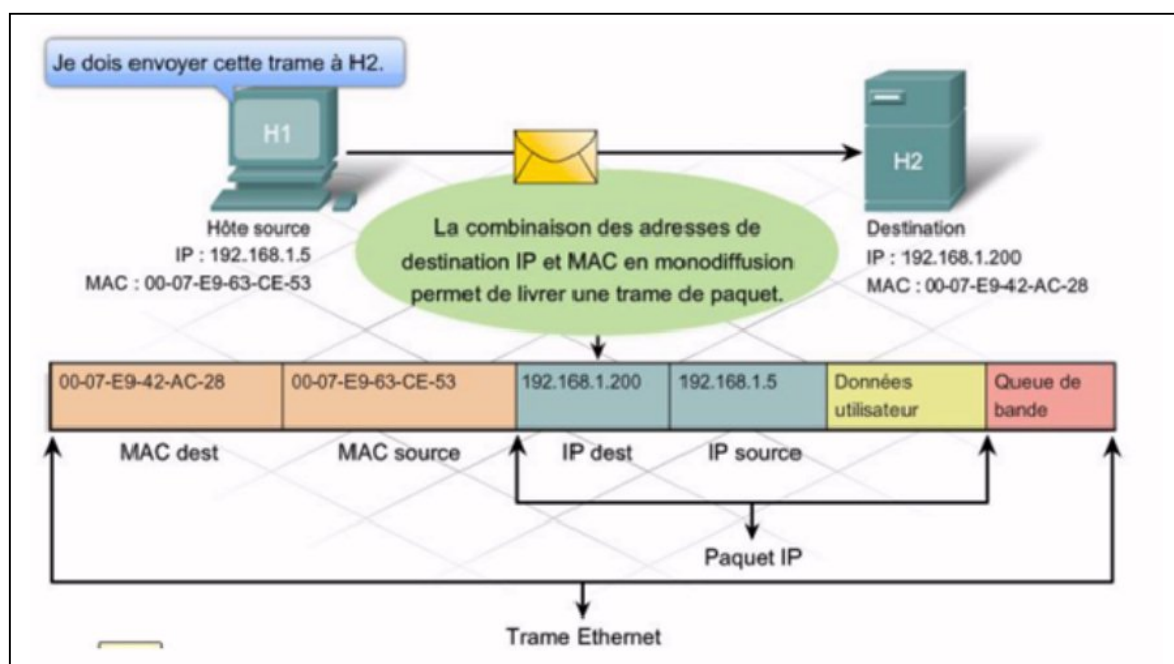 Je dois envoyer cette trame à H2.
H1
H2
Hôte source
IP : 192.168.1.5
MAC : 00-07-E9-63-CE-53
La combinaison des adresses de
destination IP et MAC en monodiffusion
permet de livrer une trame de paquet.
Destination
IP : 192.168.1.200
MAC : 00-07-E9-42-AC-28
00-07-E9-42-AC-28
00-07-E9-63-CE-53
192.168.1.200
192.168.1.5
Données
utilisateur
Queue de
bande
MAC dest
MAC source
IP dest
IP source
Paquet IP
Trame Ethernet